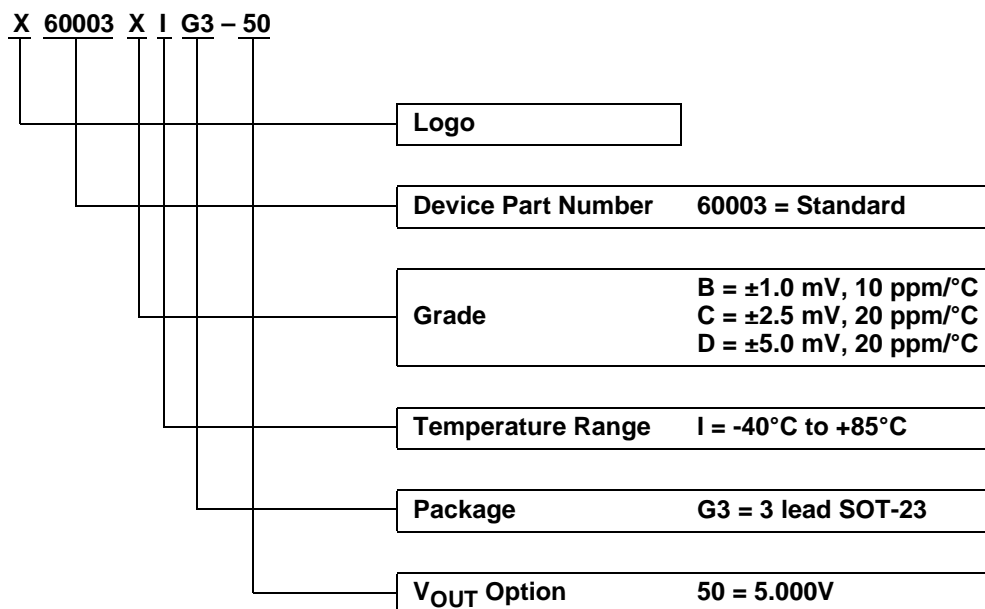 X 60003 X I G3 – 50
Logo
Device Part Number 60003 = Standard
Grade
B = ±1.0 mV, 10 ppm/°C
C = ±2.5 mV, 20 ppm/°C
D = ±5.0 mV, 20 ppm/°C
Temperature Range I = -40°C to +85°C
Package G3 = 3 lead SOT-23
VOUT Option 50 = 5.000V